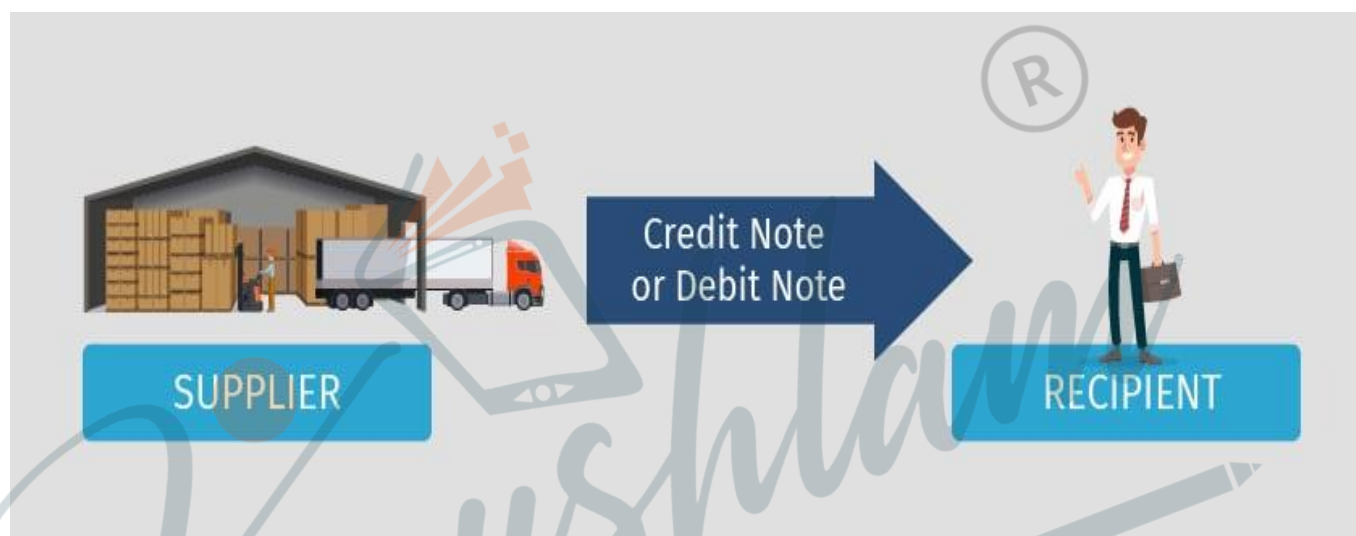 ®
Credit Note
or Debit Note
SUPPLIER
RECIPIENT